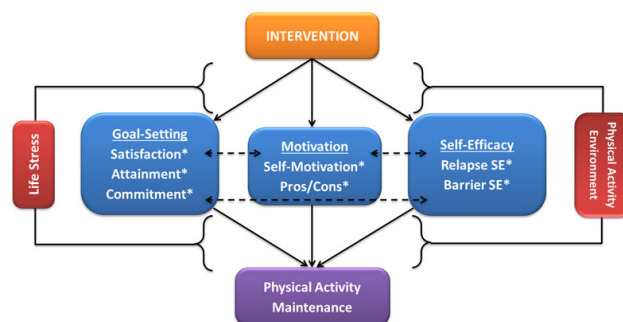 INTERVENTION
Life Stress
Goal-Setting
Satisfaction*
Attainment*
Commitment*
Motivation
Self-Motivation*
Pros/Cons*
Self-Efficacy
Relapse SE*
Barrier SE*
Physical Activity
Environment
Physical Activity
Maintenance